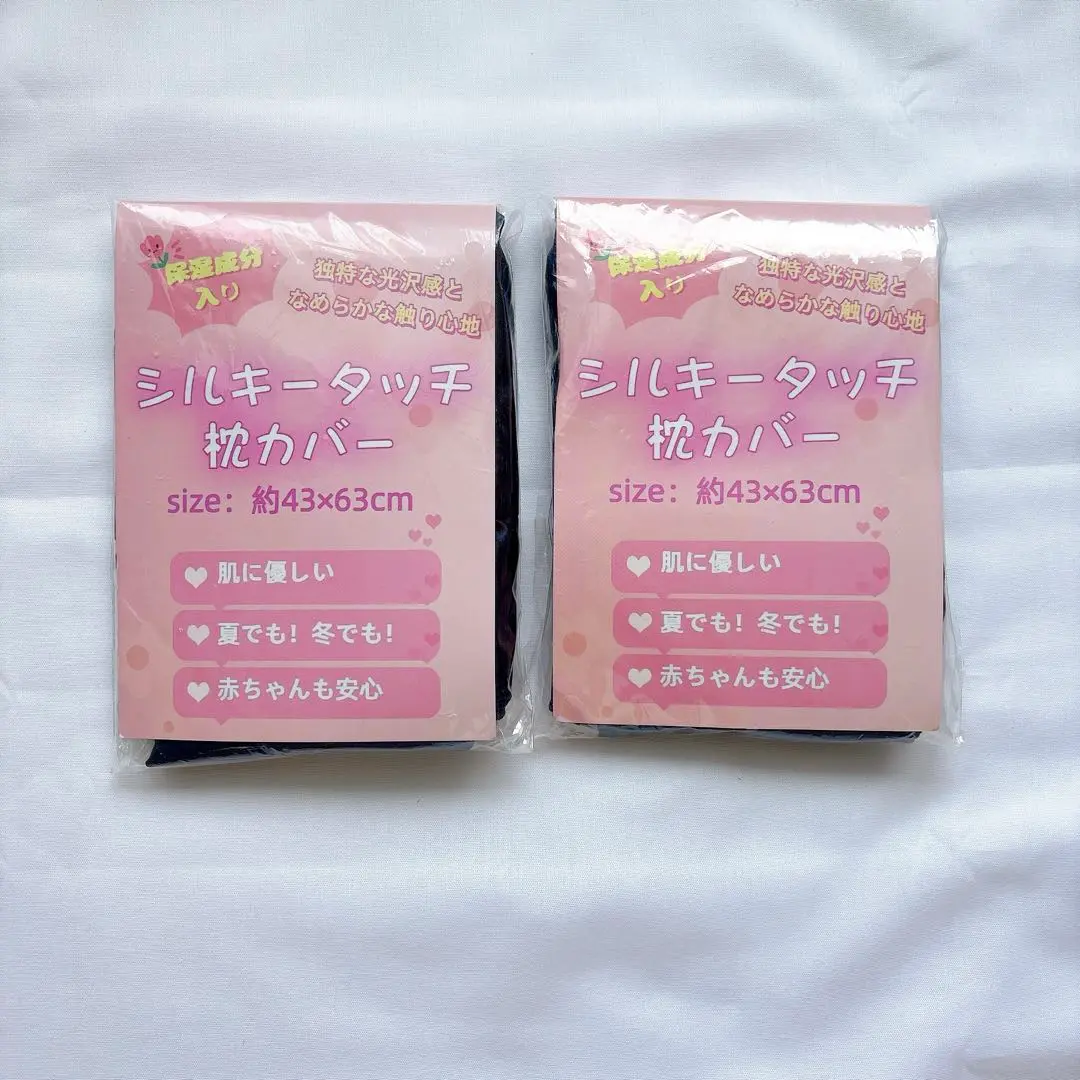 保湿成分
入り
独特な光沢感と
なめらかな触り心地
シルキータッチ
枕カバー
size：約43×63cm
肌に優しい
夏でも！冬でも！
赤ちゃんも安心
保湿成分
入り
独特な光沢感と
なめらかな触り心地
シルキータッチ
枕カバー
size：約43×63cm
肌に優しい
夏でも！冬でも！
赤ちゃんも安心